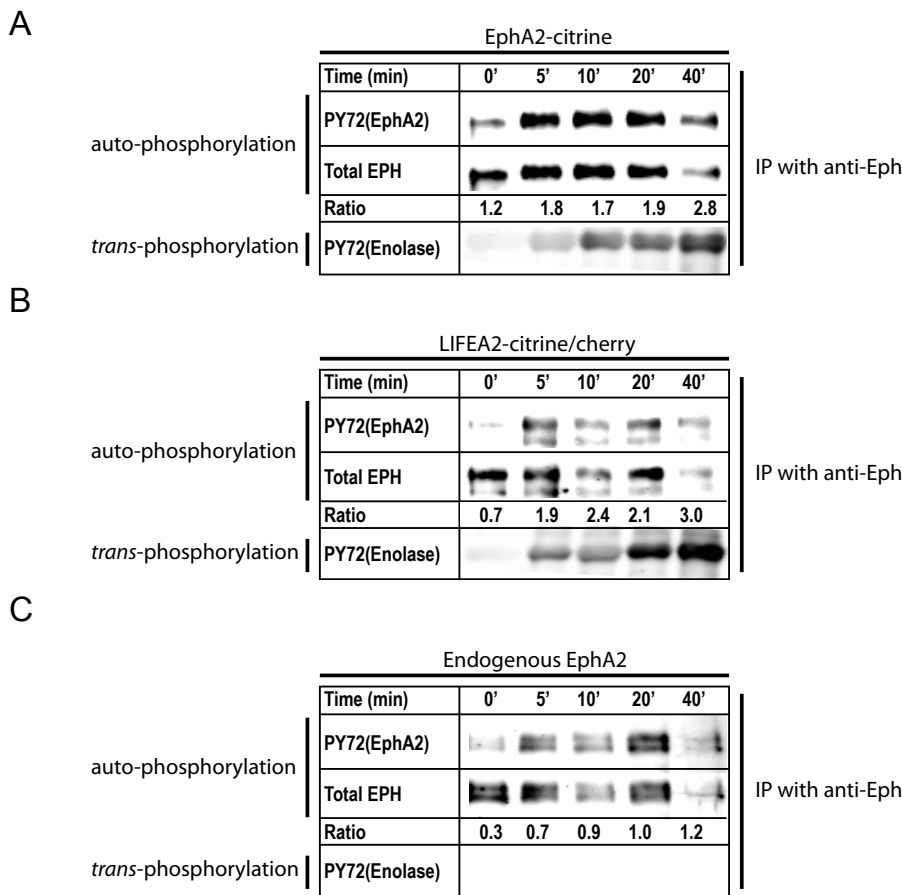 A
EphA2-citrine
Time (min) 0’ 5’ 10’ 20’ 40’
auto-phosphorylation
PY72(EphA2)
Total EPH
IP with anti-Eph
Ratio 1.2 1.8 1.7 1.9 2.8
trans-phosphorylation PY72(Enolase)
B
LIFEA2-citrine/cherry
Time (min) 0’ 5’ 10’ 20’ 40’
auto-phosphorylation
PY72(EphA2)
Total EPH
IP with anti-Eph
Ratio 0.7 1.9 2.4 2.1 3.0
trans-phosphorylation PY72(Enolase)
C
Endogenous EphA2
Time (min) 0’ 5’ 10’ 20’ 40’
auto-phosphorylation
PY72(EphA2)
Total EPH
IP with anti-Eph
Ratio 0.3 0.7 0.9 1.0 1.2
trans-phosphorylation PY72(Enolase)